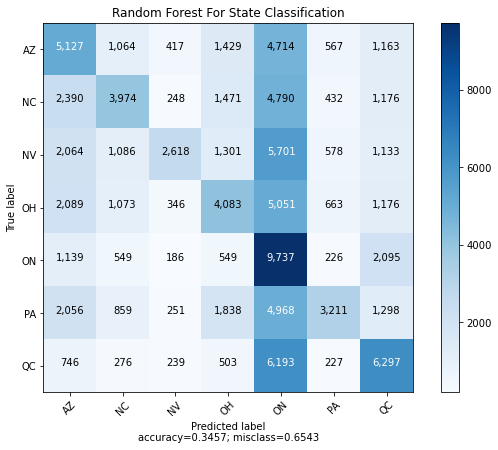 Random Forest For State Classification
AZ 5,127 1,064 417 1,429 4,714 567 1,163
NC 2,390 3,974 248 1,471 4,790 432 1,176
NV 2,064 1,086 2,618 1,301 5,701 578 1,133
OH 2,089 1,073 346 4,083 5,051 663 1,176
ON 1,139 549 186 549 9,737 226 2,095
PA 2,056 859 251 1,838 4,968 3,211 1,298
QC 746 276 239 503 6,193 227 6,297
True label
AZ NC NV OH ON PA QC
Predicted label
accuracy=0.3457; misclass=0.6543
8000
6000
4000
2000